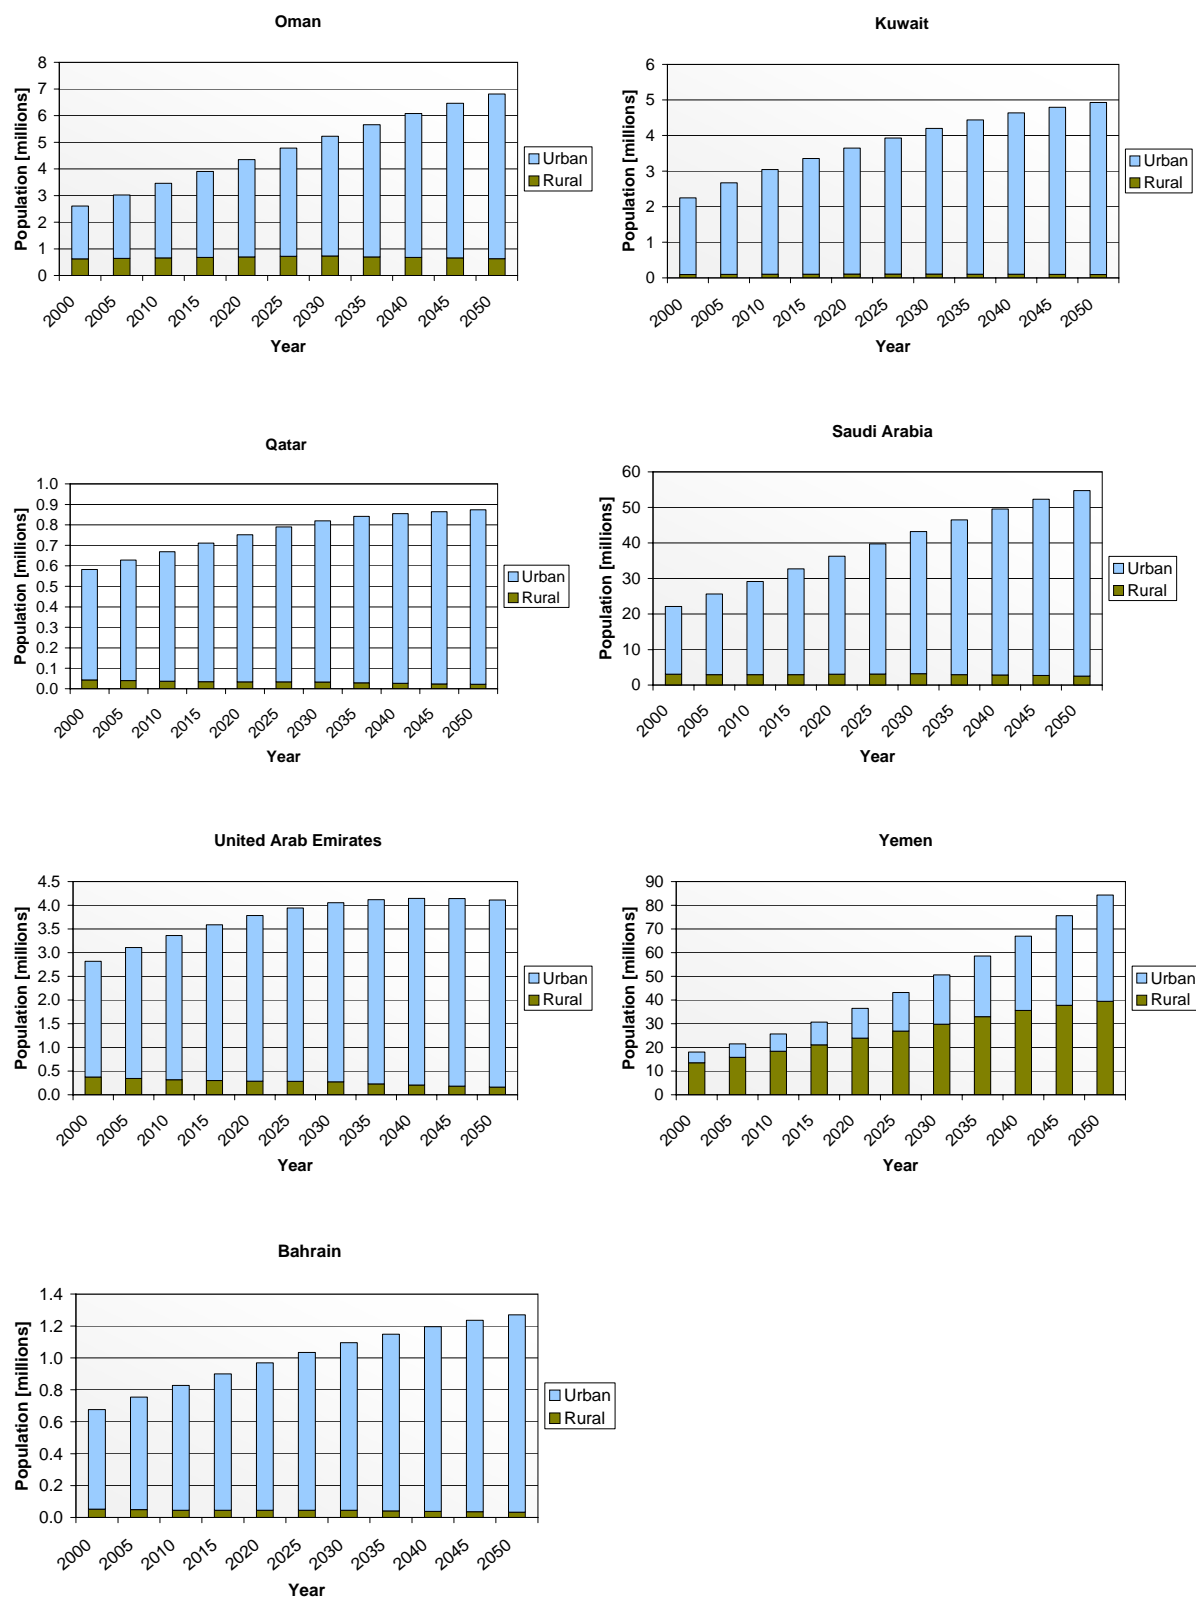 Oman
Population [millions]
8
7
6
5
4
3
2
1
0
2000 2005 2010 2015 2020 2025 2030 2035 2040 2045 2050
Year
Urban
Rural
Kuwait
Population [millions]
6
5
4
3
2
1
0
2000 2005 2010 2015 2020 2025 2030 2035 2040 2045 2050
Year
Urban
Rural
Qatar
Population [millions]
1.0
0.9
0.8
0.7
0.6
0.5
0.4
0.3
0.2
0.1
0.0
2000 2005 2010 2015 2020 2025 2030 2035 2040 2045 2050
Year
Urban
Rural
Saudi Arabia
Population [millions]
60
50
40
30
20
10
0
2000 2005 2010 2015 2020 2025 2030 2035 2040 2045 2050
Year
Urban
Rural
United Arab Emirates
Population [millions]
4.5
4.0
3.5
3.0
2.5
2.0
1.5
1.0
0.5
0.0
2000 2005 2010 2015 2020 2025 2030 2035 2040 2045 2050
Year
Urban
Rural
Yemen
Population [millions]
90
80
70
60
50
40
30
20
10
0
2000 2005 2010 2015 2020 2025 2030 2035 2040 2045 2050
Year
Urban
Rural
Bahrain
Population [millions]
1.4
1.2
1.0
0.8
0.6
0.4
0.2
0.0
2000 2005 2010 2015 2020 2025 2030 2035 2040 2045 2050
Year
Urban
Rural